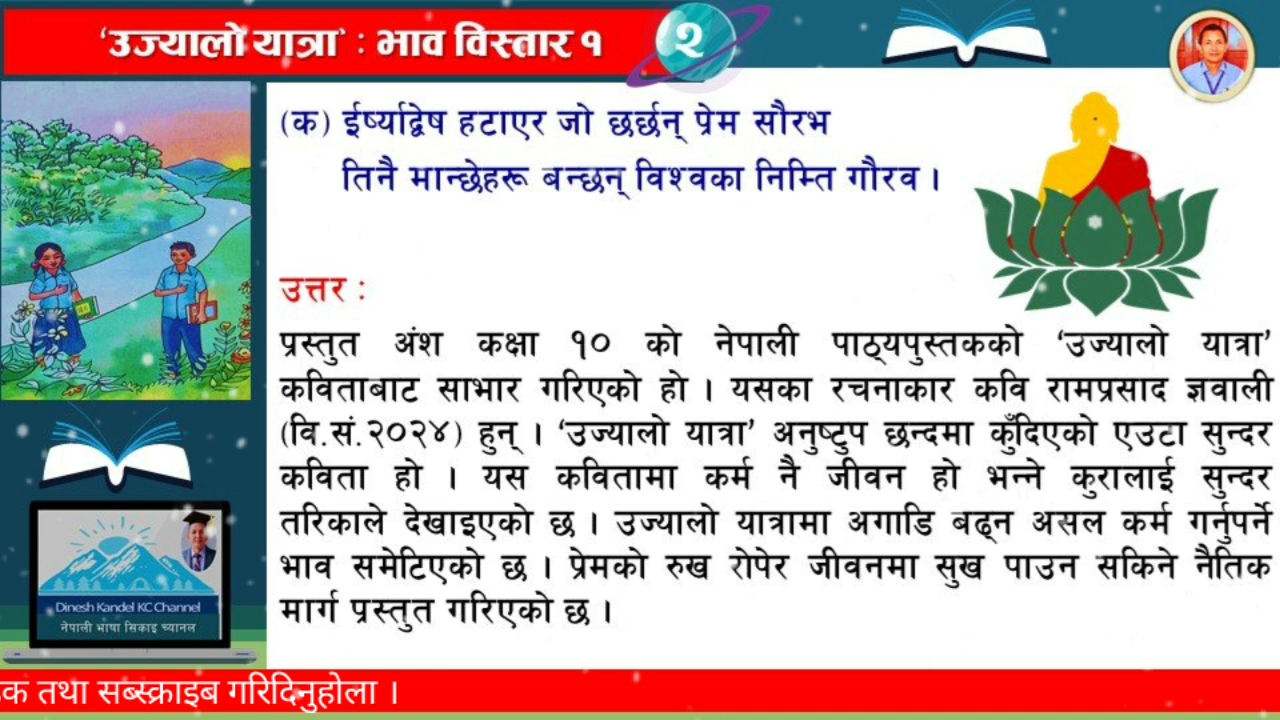 ‘उज्यालो यात्रा’ : भाव विस्तार १
२
(क) ईर्ष्याद्वेष हटाएर जो छर्छन् प्रेम सौरभ
तिनै मान्छेहरू बन्छन् विश्वका निम्ति गौरव ।
उत्तर :
प्रस्तुत अंश कक्षा १० को नेपाली पाठ्यपुस्तकको ‘उज्यालो यात्रा’
कविताबाट साभार गरिएको हो । यसका रचनाकार कवि रामप्रसाद ज्ञवाली
(वि.सं.२०२४) हुन् । ‘उज्यालो यात्रा’ अनुष्टुप छन्दमा कुँदिएको एउटा सुन्दर
कविता हो । यस कवितामा कर्म नै जीवन हो भन्ने कुरालाई सुन्दर
तरिकाले देखाइएको छ । उज्यालो यात्रामा अगाडि बढ्न असल कर्म गर्नुपर्ने
भाव समेटिएको छ । प्रेमको रुख रोपेर जीवनमा सुख पाउन सकिने नैतिक
मार्ग प्रस्तुत गरिएको छ ।
Dinesh Kandel KC Channel
नेपाली भाषा सिकाइ च्यानल
तथा सब्स्क्राइब गरिदिनुहोला ।